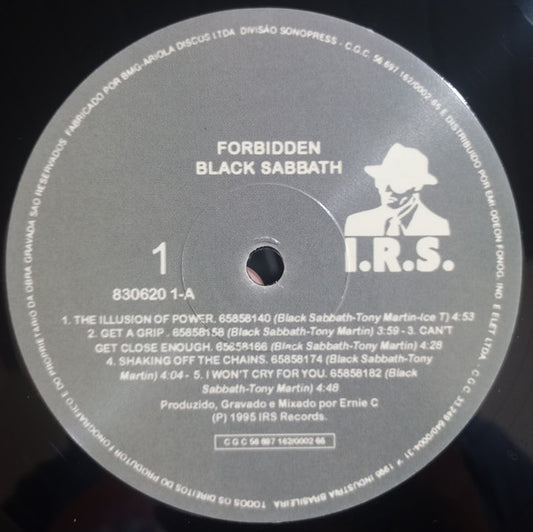 FORBIDDEN
BLACK SABBATH
I.R.S.
1
830620 1-A
1. THE ILLUSION OF POWER. 65858140 (Black Sabbath-Tony Martin-Ice T) 4:53
2. GET A GRIP . 65858158 (Black Sabbath-Tony Martin) 3:59 - 3. CAN'T
GET CLOSE ENOUGH. 65858166 (Black Sabbath-Tony Martin) 4:28
4. SHAKING OFF THE CHAINS. 65858174 (Black Sabbath-Tony
Martin) 4:04 - 5. I WON'T CRY FOR YOU. 65858182 (Black
Sabbath-Tony Martin) 4:48
Produzido, Gravado e Mixado por Ernie C
(P) 1995 IRS Records.
C G C 56 697 162/0002 66
TODOS OS DIREITOS DO PRODUTOR FONOGRÁFICO E DO PROPRIETÁRIO DA OBRA GRAVADA SÃO RESERVADOS FABRICADO POR BMG-ARIOLA DISCOS LTDA DIVISÃO SONOPRESS - C.G.C. 56 697 162/0002 66 E DISTRIBUIDO POR EMI ODEON FONOG. IND E ELET LTDA. - C G C 33 249 640/0004-31 1995 INDUSTRIA BRASILEIRA